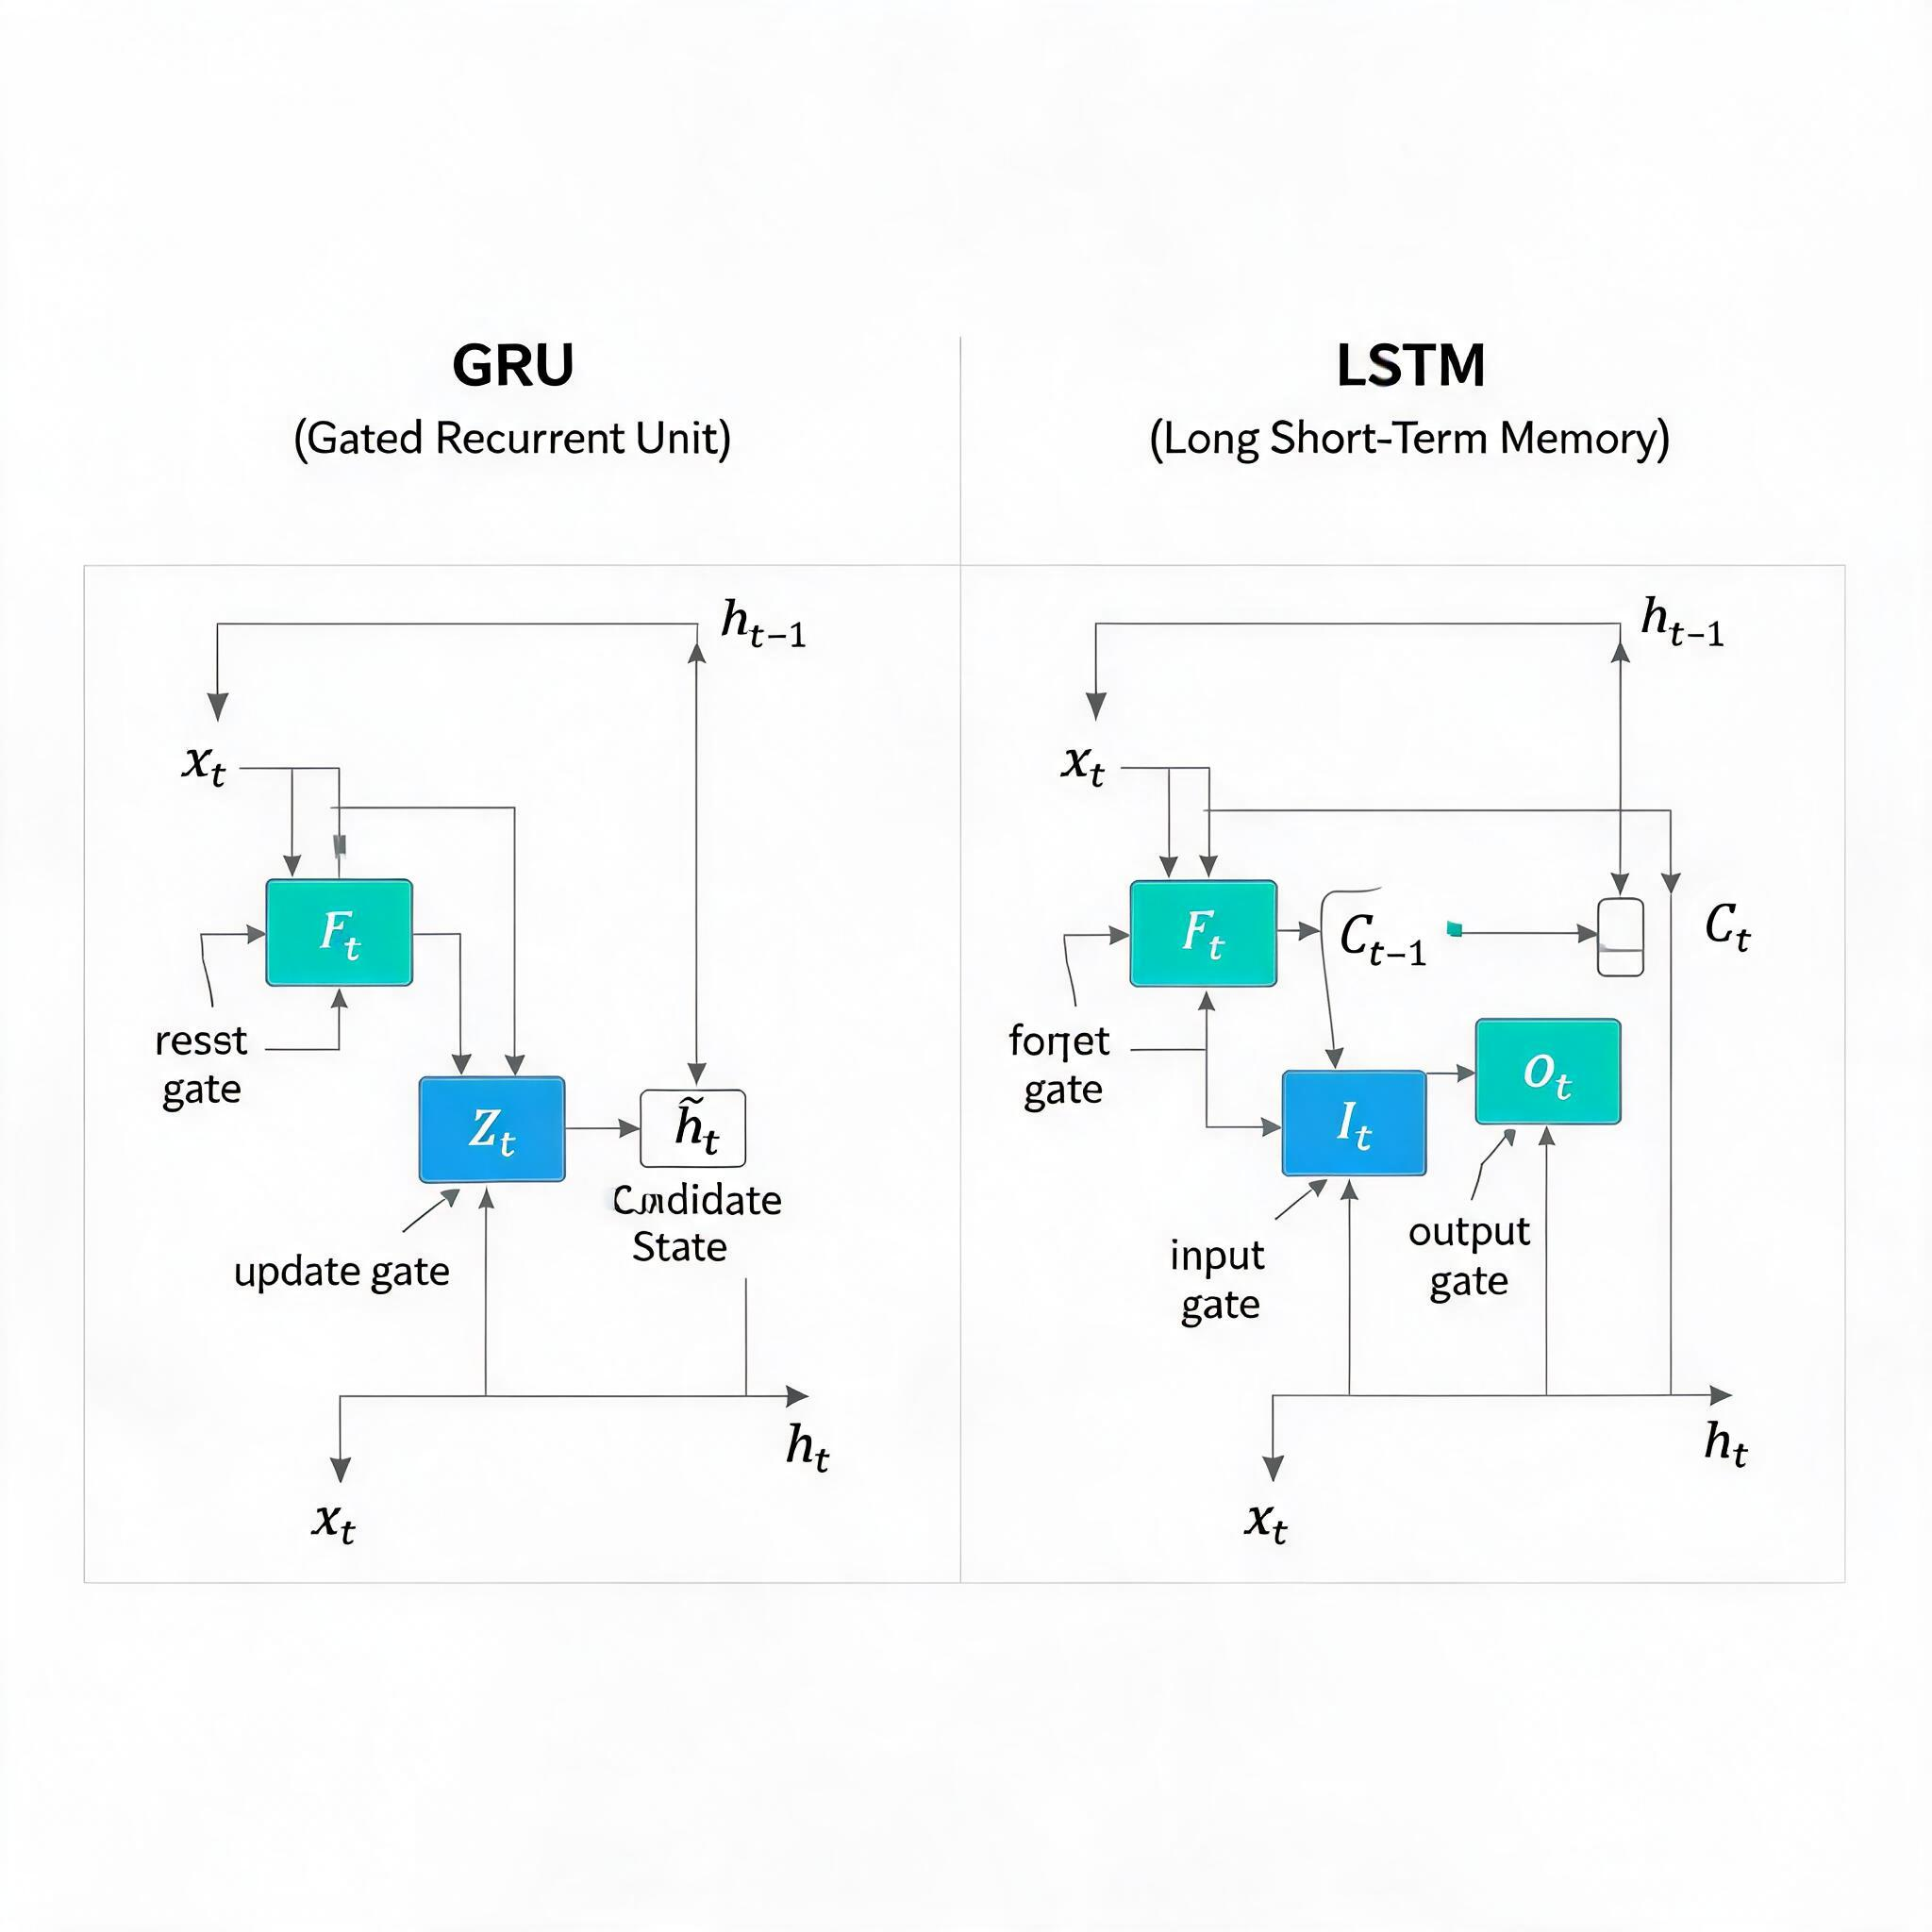 GRU
(Gated Recurrent Unit)
h_{t-1}
x_t
F_t
resst
gate
Z_t
h̃_t
State
update gate
h_t
x_t
LSTM
(Long Short-Term Memory)
h_{t-1}
x_t
F_t
C_{t-1}
C_t
gate
I_t
o_t
input
gate
output
gate
h_t
x_t